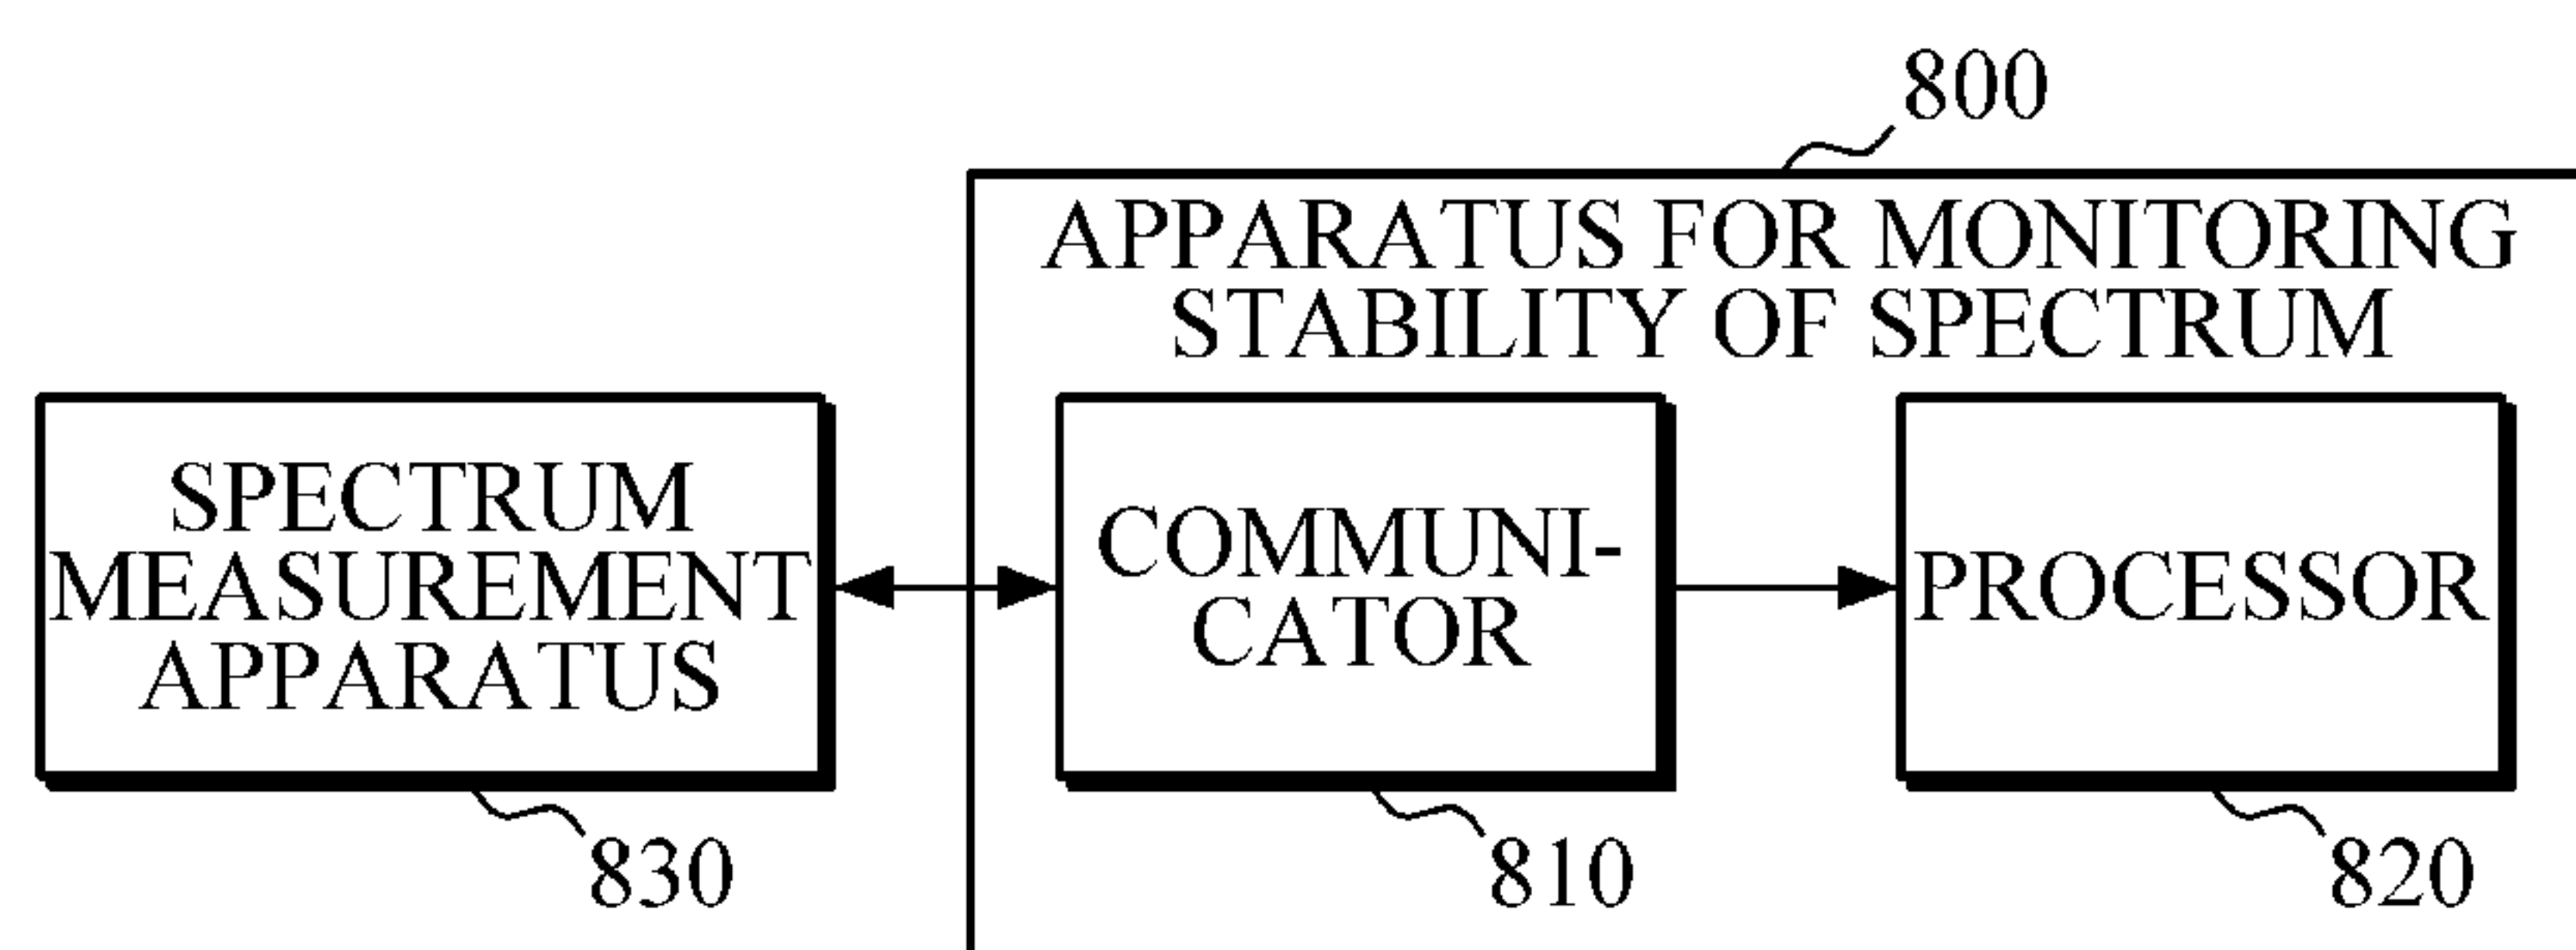 800
APPARATUS FOR MONITORING
STABILITY OF SPECTRUM
SPECTRUM
MEASUREMENT
APPARATUS
COMMUNI-
CATOR
PROCESSOR
830
810
820